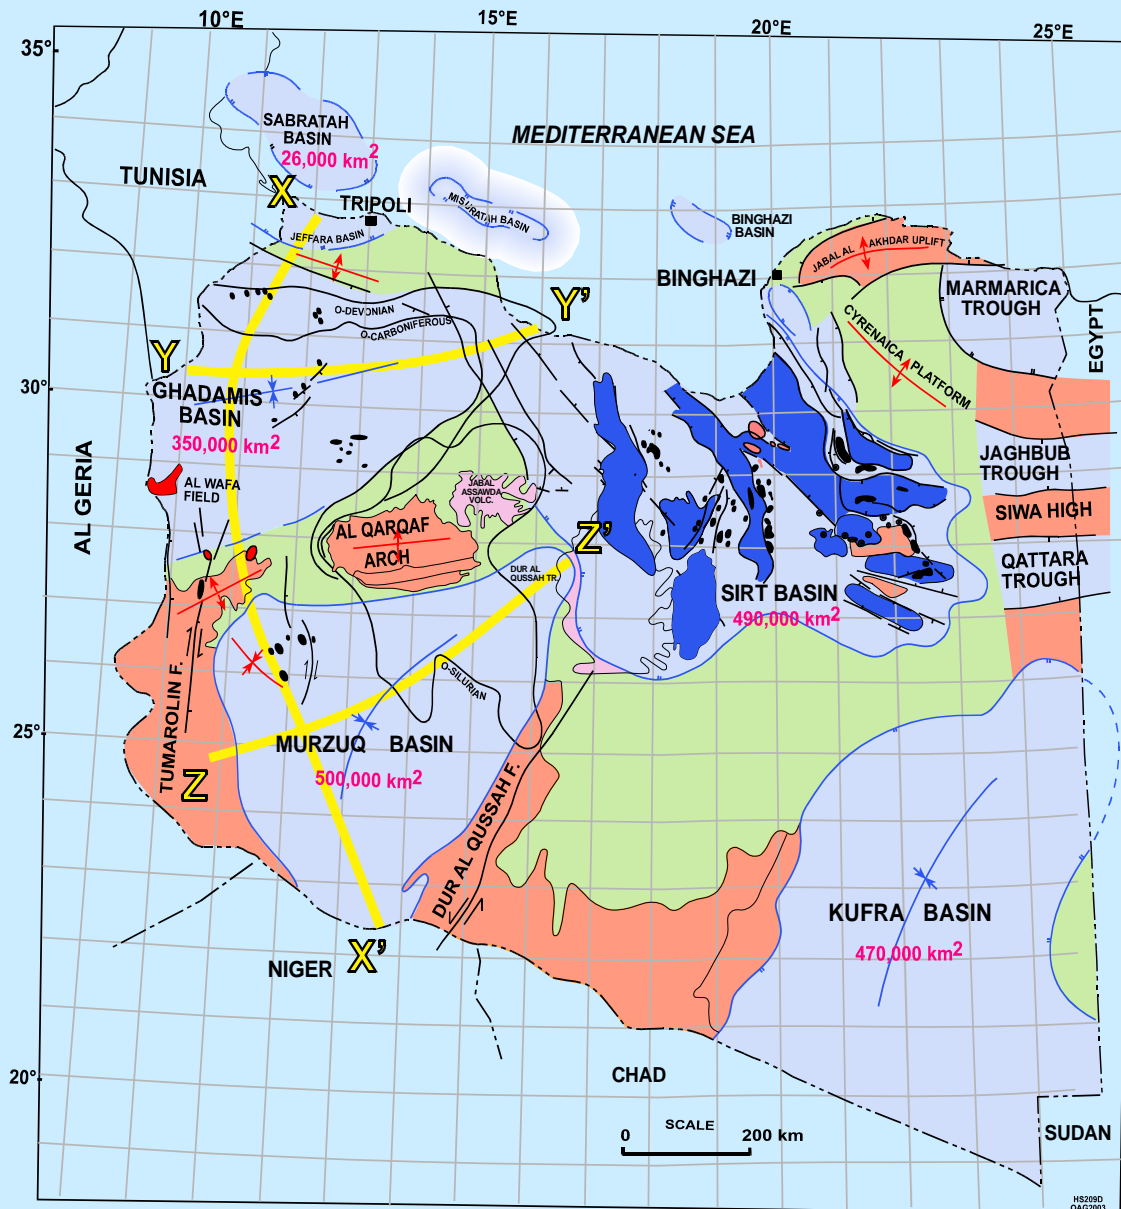 10°E
15°E
20°E
25°E
35°
30°
25°
20°
SABRATAH
BASIN
26,000 km2
MEDITERRANEAN SEA
TUNISIA
X
TRIPOLI
MISURATAH BASIN
BINGHAZI
BASIN
JEFFARA BASIN
JABAL AL AKHDAR UPLIFT
BINGHAZI
MARMARICA
TROUGH
EGYPT
Y'
O-DEVONIAN
O-CARBONIFEROUS
CYRENAICA PLATFORM
Y
GHADAMIS
BASIN
350,000 km2
AL GERIA
AL WAFA
FIELD
JAGHBUB
TROUGH
JABAL
ASSAWDA
VOLC.
SIWA HIGH
AL QARQAF
ARCH
Z'
QATTARA
TROUGH
DUR AL
QUSSAH TR.
SIRT BASIN
490,000 km2
O-SILURIAN
TUMAROLIN F.
MURZUQ BASIN
500,000 km2
Z
DUR AL QUSSAH F.
KUFRA BASIN
470,000 km2
X'
NIGER
CHAD
SCALE
0 200 km
SUDAN
HS209D
OAG2003